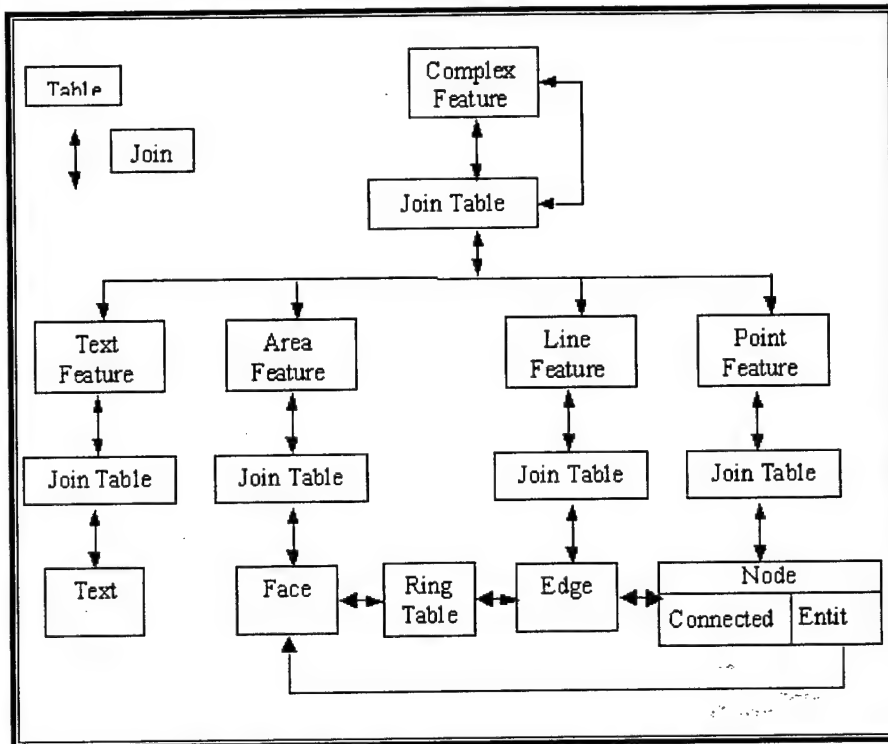 Table
Join
Complex
Feature
Join Table
Text
Feature
Area
Feature
Line
Feature
Point
Feature
Join Table
Join Table
Join Table
Join Table
Text
Face
Ring
Table
Edge
Node
Connected
Entit